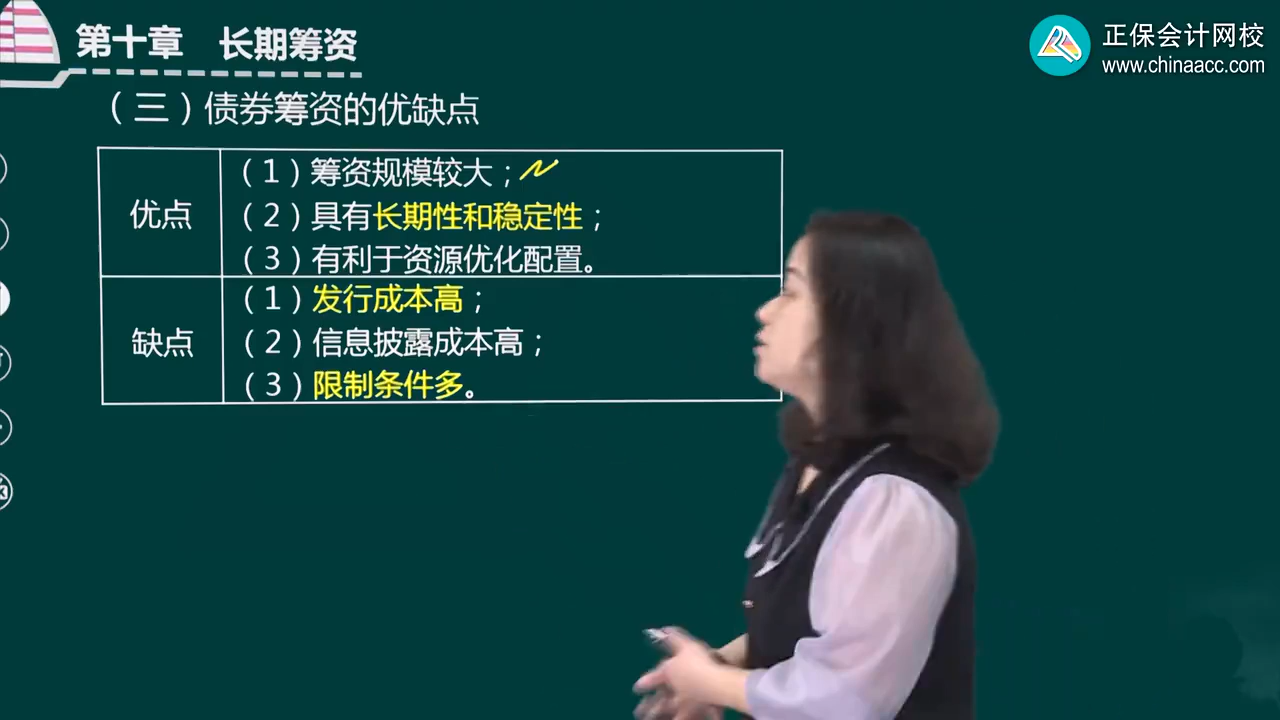 第十章 长期筹资
正保会计网校
www.chinaacc.com
（三）债券筹资的优缺点
优点
（1）筹资规模较大；
（2）具有长期性和稳定性；
（3）有利于资源优化配置。
缺点
（1）发行成本高；
（2）信息披露成本高；
（3）限制条件多。